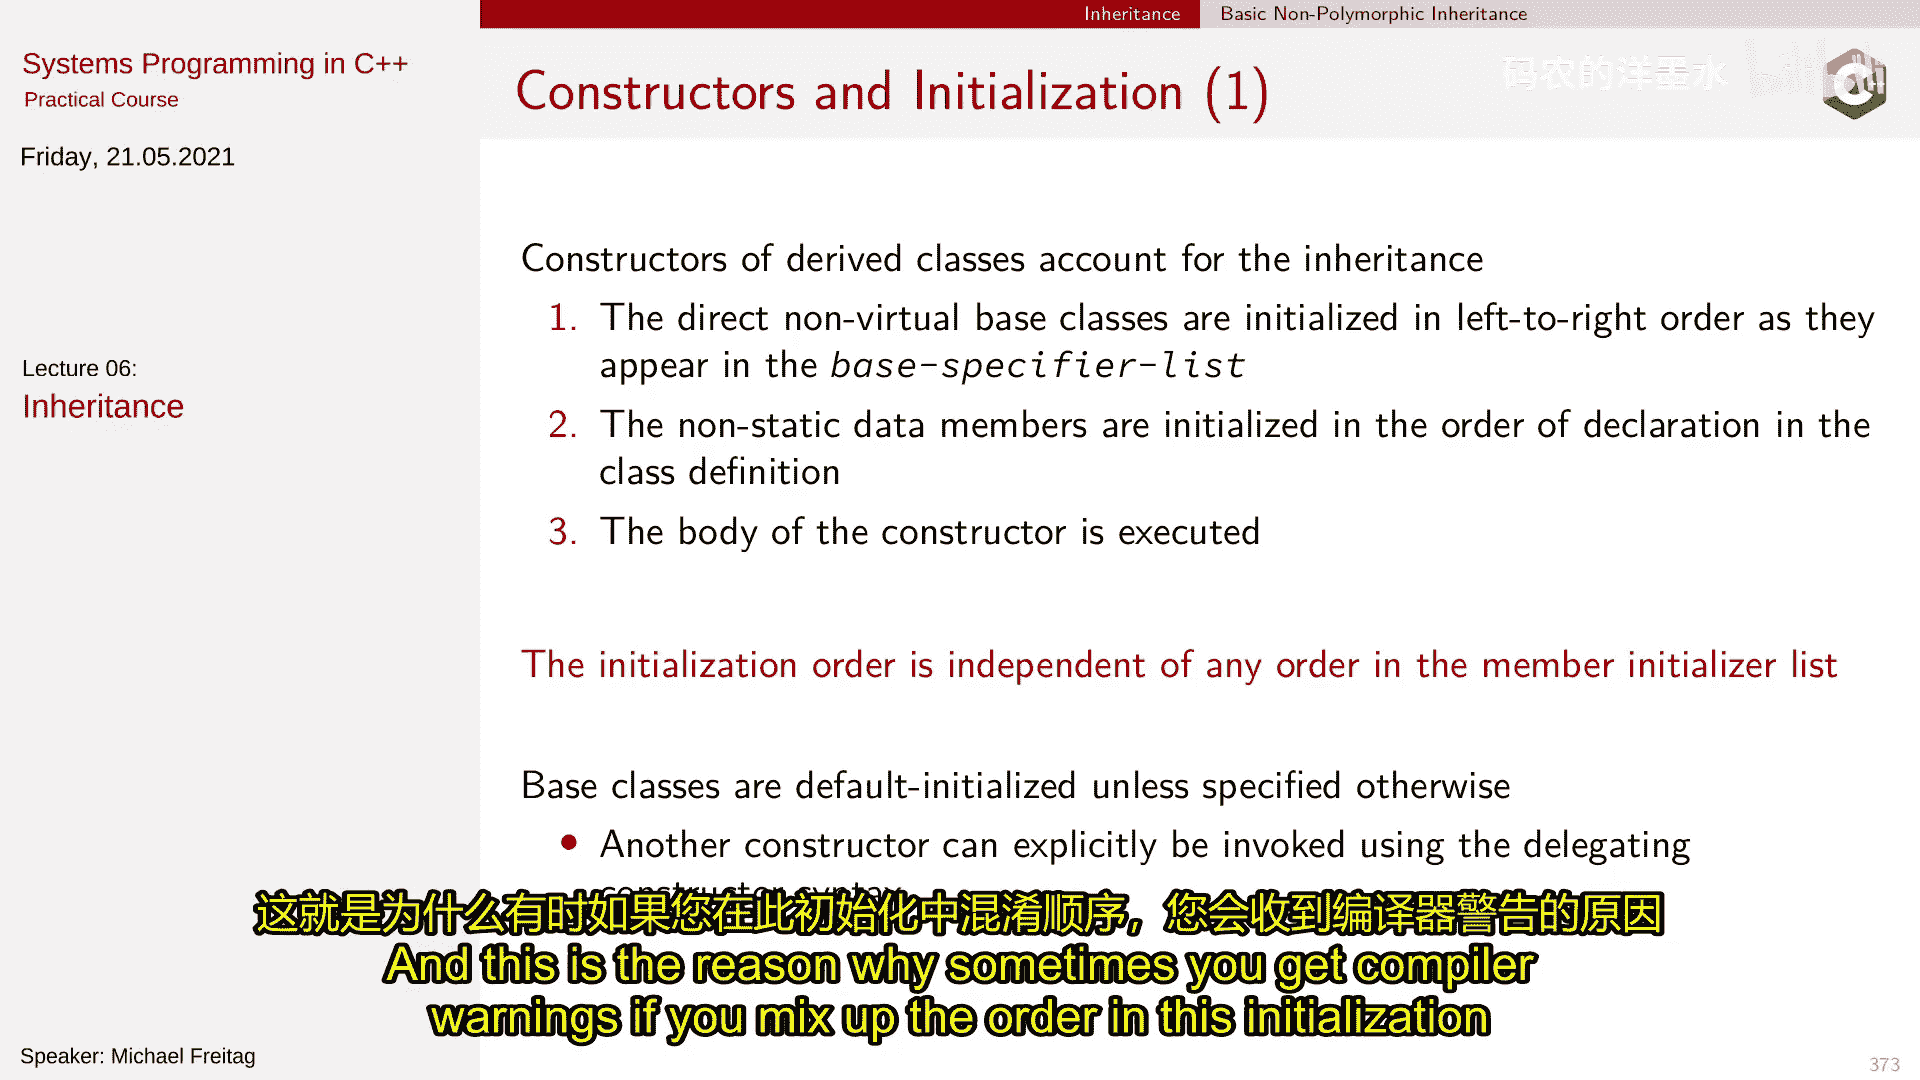 Inheritance
Basic Non-Polymorphic Inheritance
Systems Programming in C++
Practical Course
Friday, 21.05.2021
Lecture 06:
Inheritance
Constructors and Initialization (1)
码农的洋墨水
Constructors of derived classes account for the inheritance
1. The direct non-virtual base classes are initialized in left-to-right order as they
appear in the base-specifier-list
2. The non-static data members are initialized in the order of declaration in the
class definition
3. The body of the constructor is executed
The initialization order is independent of any order in the member initializer list
Base classes are default-initialized unless specified otherwise
• Another constructor can explicitly be invoked using the delegating
constructor syntax
这就是为什么有时如果您在此初始化中混淆顺序，您会收到编译器警告的原因
And this is the reason why sometimes you get compiler
warnings if you mix up the order in this initialization
Speaker: Michael Freitag
373